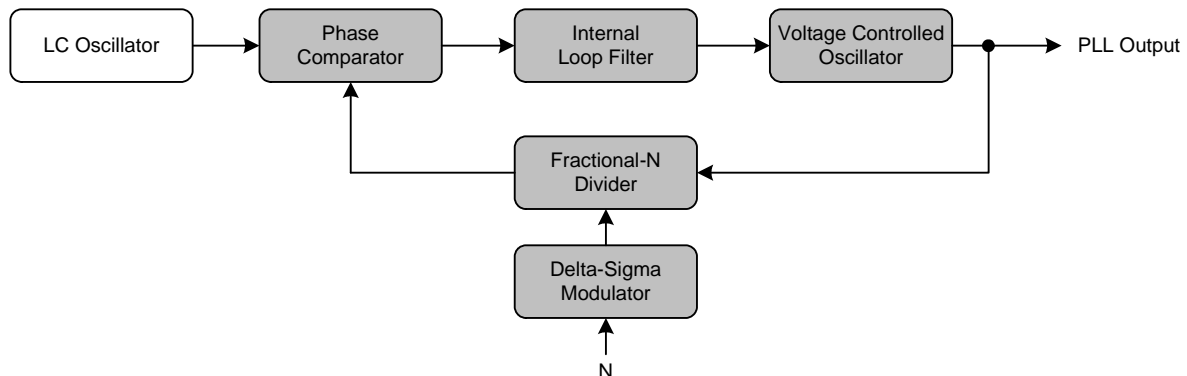 LC Oscillator
Phase
Comparator
Internal
Loop Filter
Voltage Controlled
Oscillator
PLL Output
Fractional-N
Divider
Delta-Sigma
Modulator
N